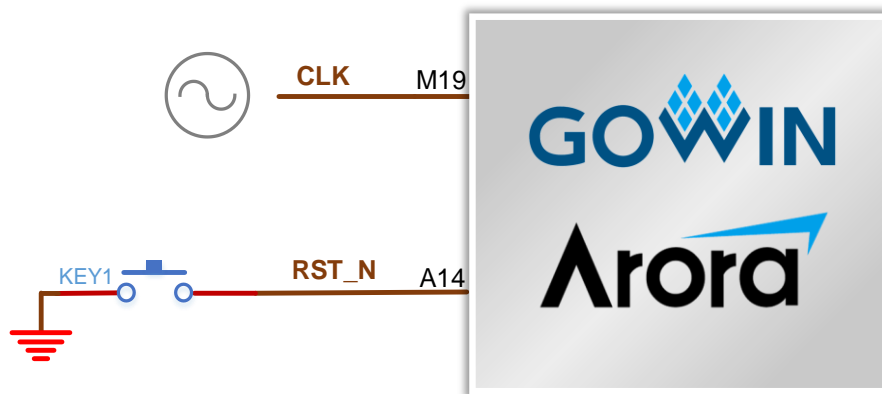 CLK
M19
GOWIN
Arora
KEY1
RST_N
A14